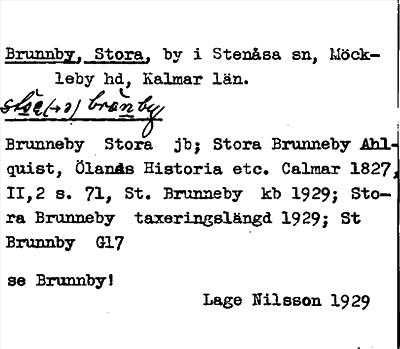 Brunnby, Stora, by i Stenåsa sn, Möck-
leby hd, Kalmar län.
brånby
Brunneby Stora jb; Stora Brunneby Ahl-
quist, Ölands Historia etc. Calmar 1827,
II,2 s. 71, St. Brunneby kb 1929; Sto-
ra Brunneby taxeringslängd 1929; St
Brunnby G17
se Brunnby!
Lage Nilsson 1929